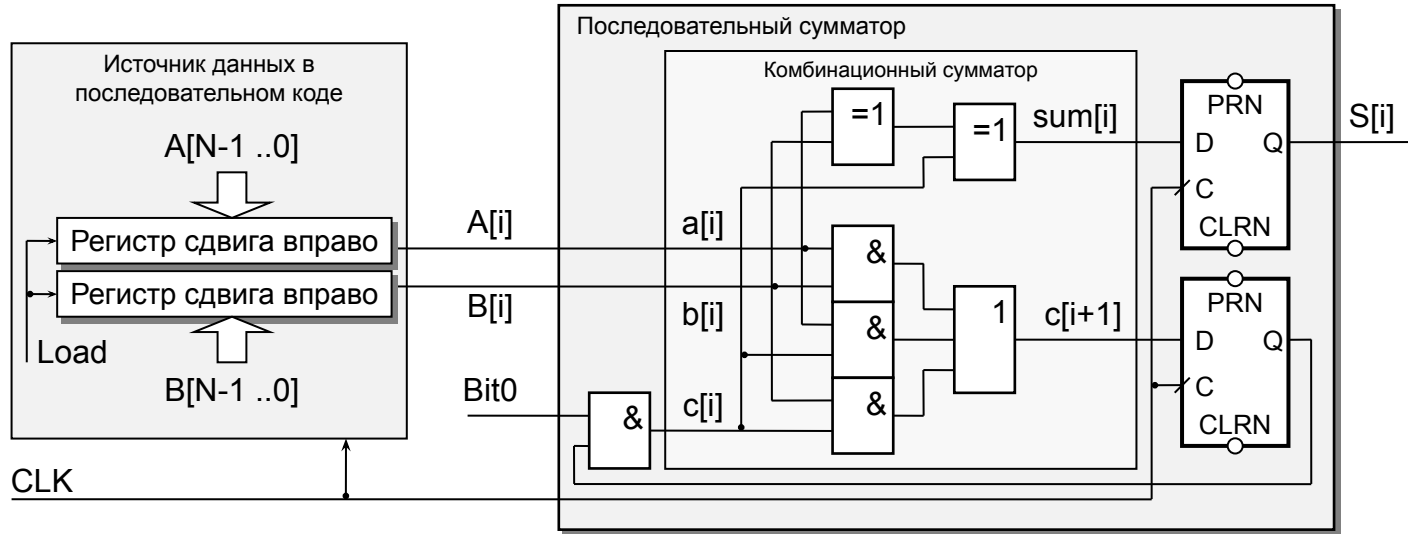 Последовательный сумматор
Источник данных в
последовательном коде
A[N-1 ..0]
Регистр сдвига вправо
Регистр сдвига вправо
Load
B[N-1 ..0]
CLK
A[i]
B[i]
Bit0
&
Комбинационный сумматор
a[i]
b[i]
c[i]
=1
=1
&
&
&
1
sum[i]
c[i+1]
PRN
D Q
C
CLRN
PRN
D Q
C
CLRN
S[i]